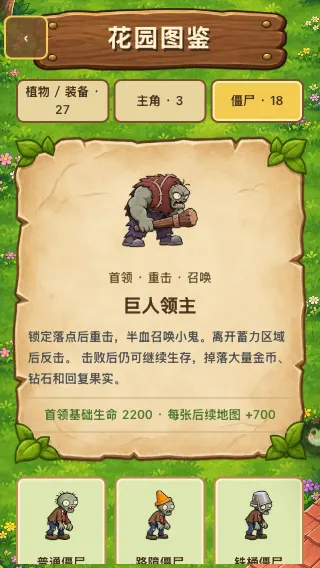 花园图鉴
植物 / 装备 · 27
主角 · 3
僵尸 · 18
首领 · 重击 · 召唤
巨人领主
锁定落点后重击，半血召唤小鬼。离开蓄力区域
后反击。 击败后仍可继续生存，掉落大量金币、
钻石和回复果实。
首领基础生命 2200 · 每张后续地图 +700
普通僵尸
路障僵尸
铁桶僵尸